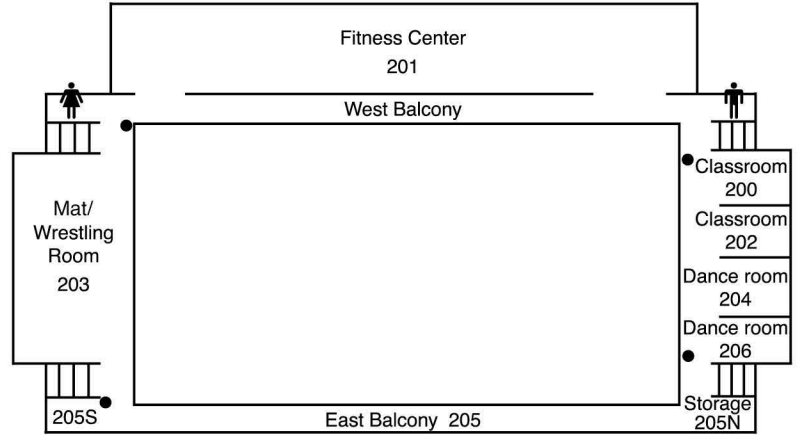 Fitness Center
201
West Balcony
Classroom
200
Mat/
Wrestling
Room
203
Classroom
202
Dance room
204
Dance room
206
205S
East Balcony 205
Storage
205N